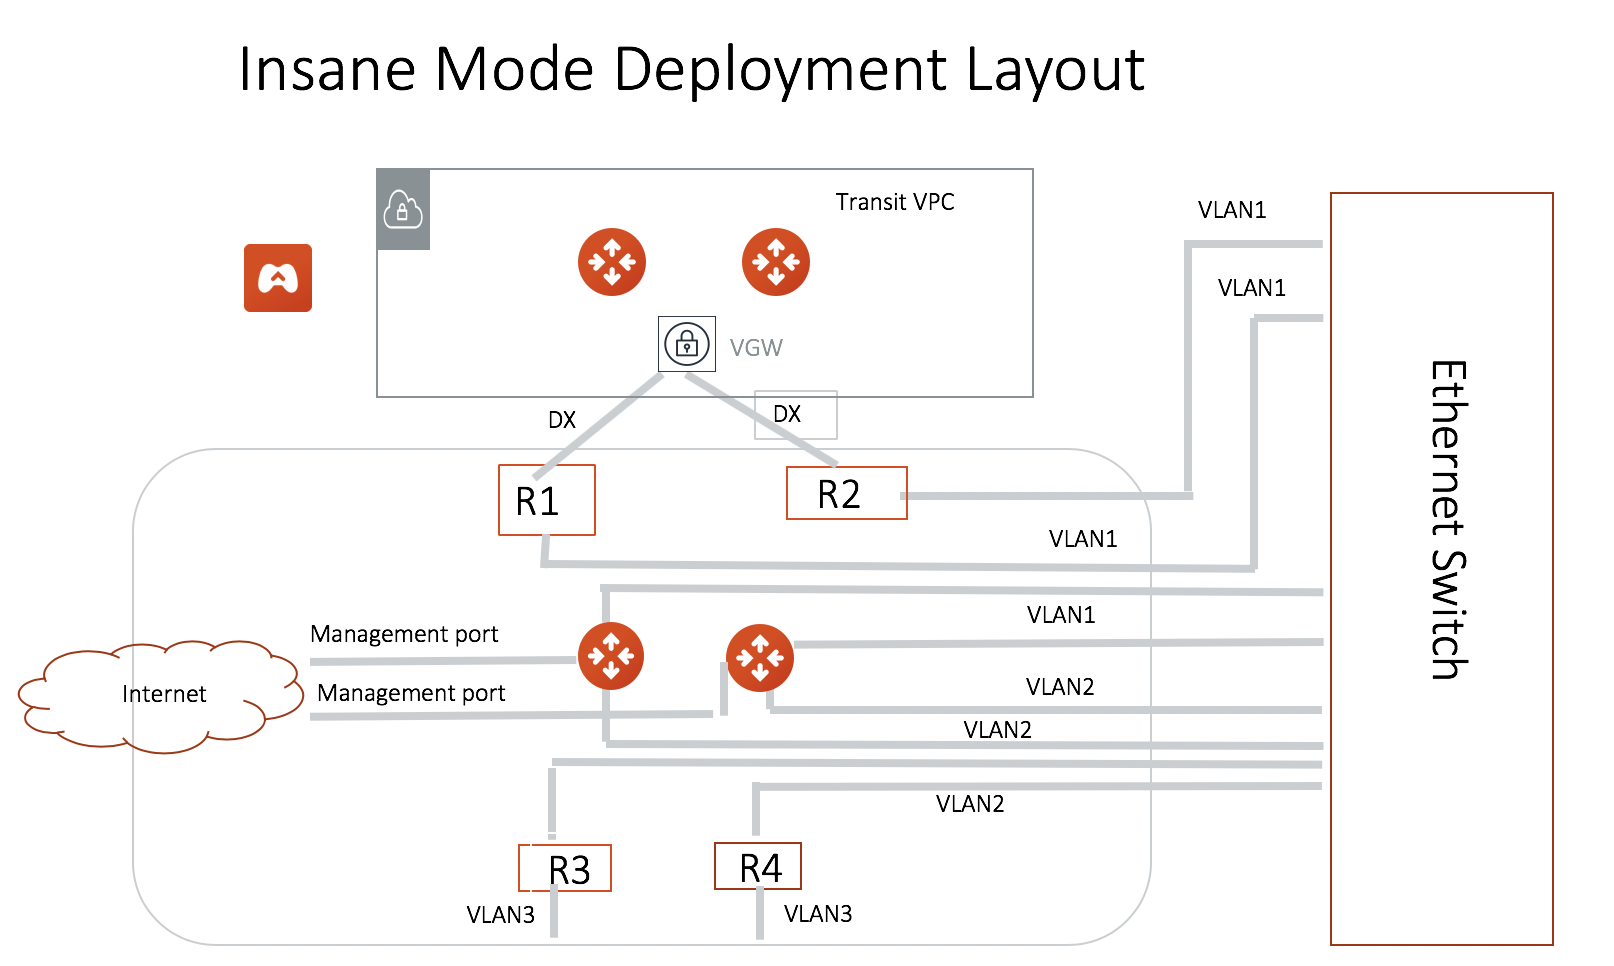 Insane Mode Deployment Layout
Transit VPC
VLAN1
VLAN1
VGW
DX
DX
R1
R2
VLAN1
Ethernet Switch
VLAN1
Management port
VLAN2
Management port
Internet
VLAN2
VLAN2
R3
R4
VLAN3
VLAN3